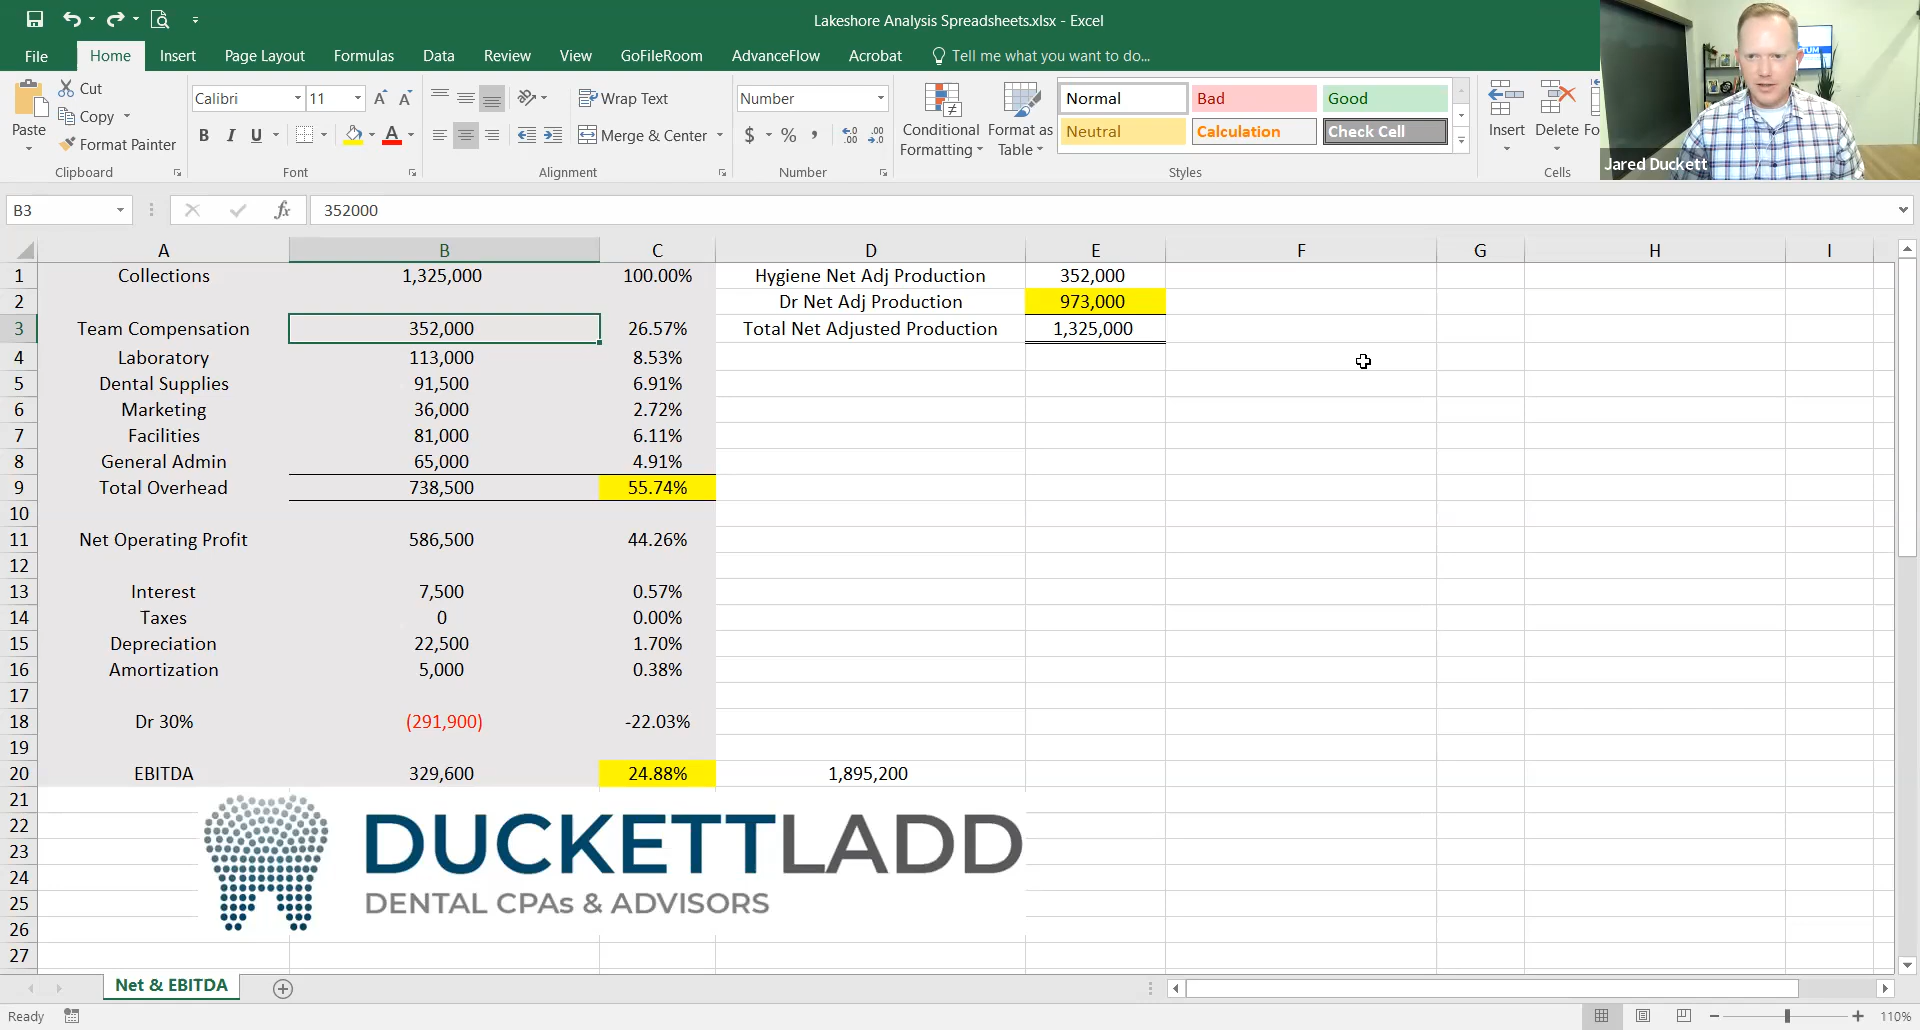 Lakeshore Analysis Spreadsheets.xlsx - Excel
File Home Insert Page Layout Formulas Data Review View GoFileRoom AdvanceFlow Acrobat Tell me what you want to do...
Paste
Cut
Copy
Format Painter
Clipboard
Calibri 11
B I U A A
Font
Wrap Text
Merge & Center
Alignment
Number
$ % ,
Number
Conditional Formatting
Format as Table
Normal Bad Good
Neutral Calculation Check Cell
Styles
Insert Delete Fo
Cells
Jared Duckett
B3 fx 352000
A B C D E F G H I
1 Collections 1,325,000 100.00% Hygiene Net Adj Production 352,000
2 Dr Net Adj Production 973,000
3 Team Compensation 352,000 26.57% Total Net Adjusted Production 1,325,000
4 Laboratory 113,000 8.53%
5 Dental Supplies 91,500 6.91%
6 Marketing 36,000 2.72%
7 Facilities 81,000 6.11%
8 General Admin 65,000 4.91%
9 Total Overhead 738,500 55.74%
10
11 Net Operating Profit 586,500 44.26%
12
13 Interest 7,500 0.57%
14 Taxes 0 0.00%
15 Depreciation 22,500 1.70%
16 Amortization 5,000 0.38%
17
18 Dr 30% (291,900) -22.03%
19
20 EBITDA 329,600 24.88% 1,895,200
21
22
23
24
25
26
27
DUCKETTLADD
DENTAL CPAs & ADVISORS
Net & EBITDA
Ready
110%